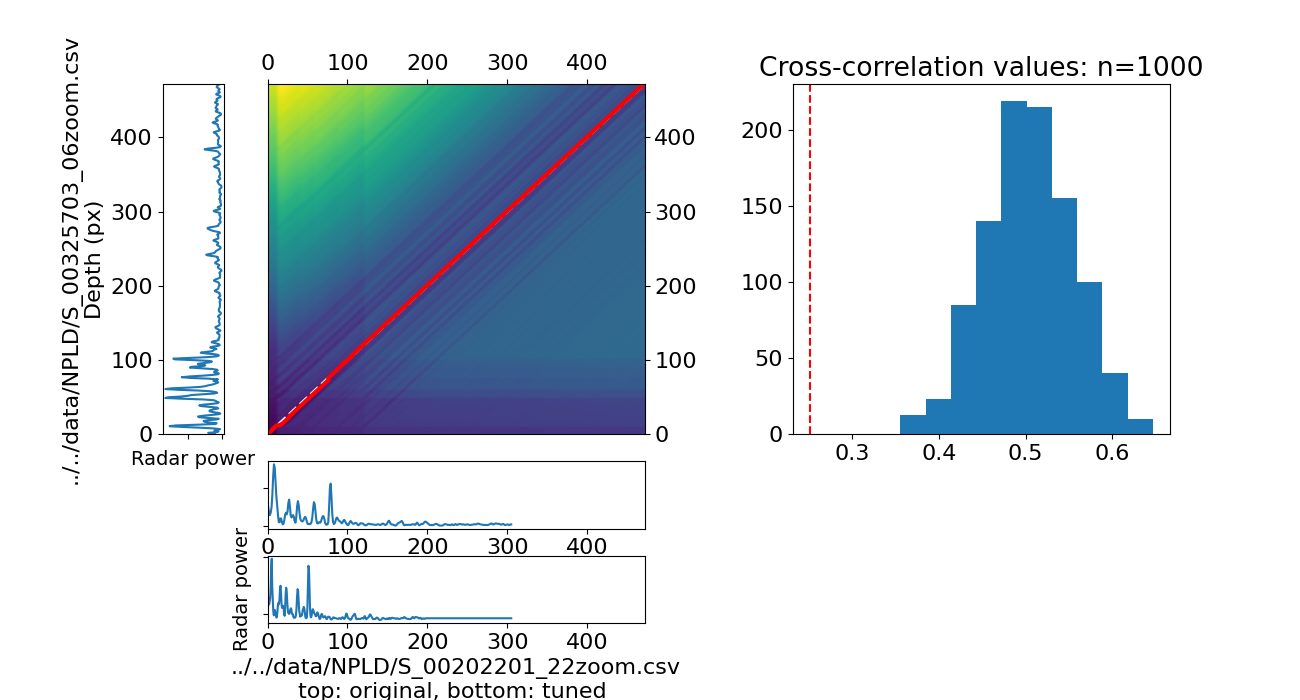 0 100 200 300 400
Cross-correlation values: n=1000
../../data/NPLD/S_00325703_06zoom.csv
Depth (px)
400
300
200
100
0
400
300
200
100
0
200
150
100
50
0
0.3 0.4 0.5 0.6
Radar power
0 100 200 300 400
Radar power
0 100 200 300 400
../../data/NPLD/S_00202201_22zoom.csv
top: original, bottom: tuned